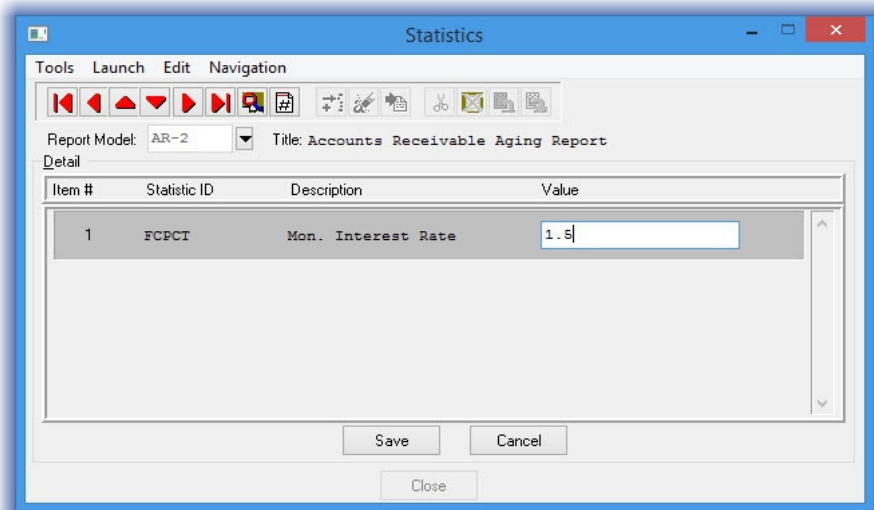 Statistics
Tools Launch Edit Navigation
Report Model: AR-2 Title: Accounts Receivable Aging Report
Detail
Item # Statistic ID Description Value
1 FCPCT Mon. Interest Rate 1.5
Save Cancel
Close